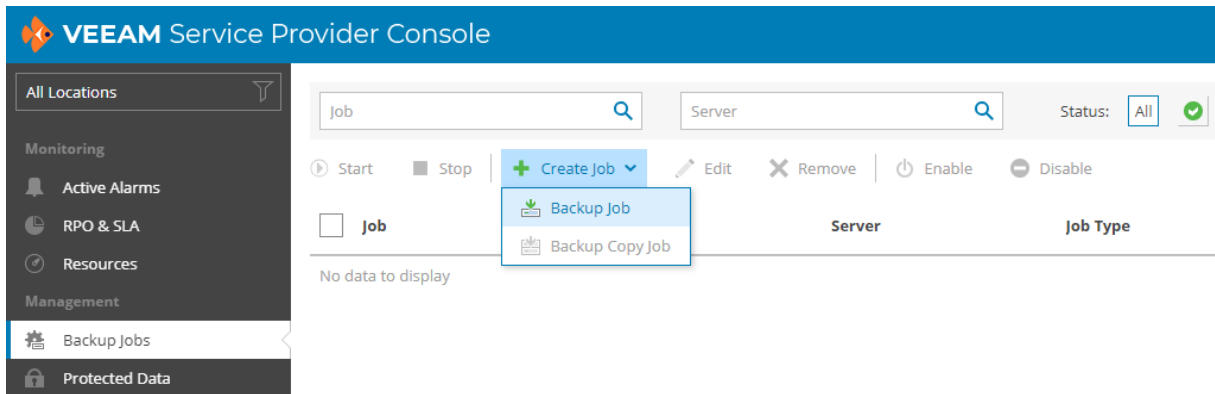 VEEAM Service Provider Console
All Locations
Job
Server
Status: All
Monitoring
Start Stop Create Job Edit Remove Enable Disable
Active Alarms
Backup Job
RPO & SLA
Job Server Job Type
Backup Copy Job
Resources
No data to display
Management
Backup Jobs
Protected Data